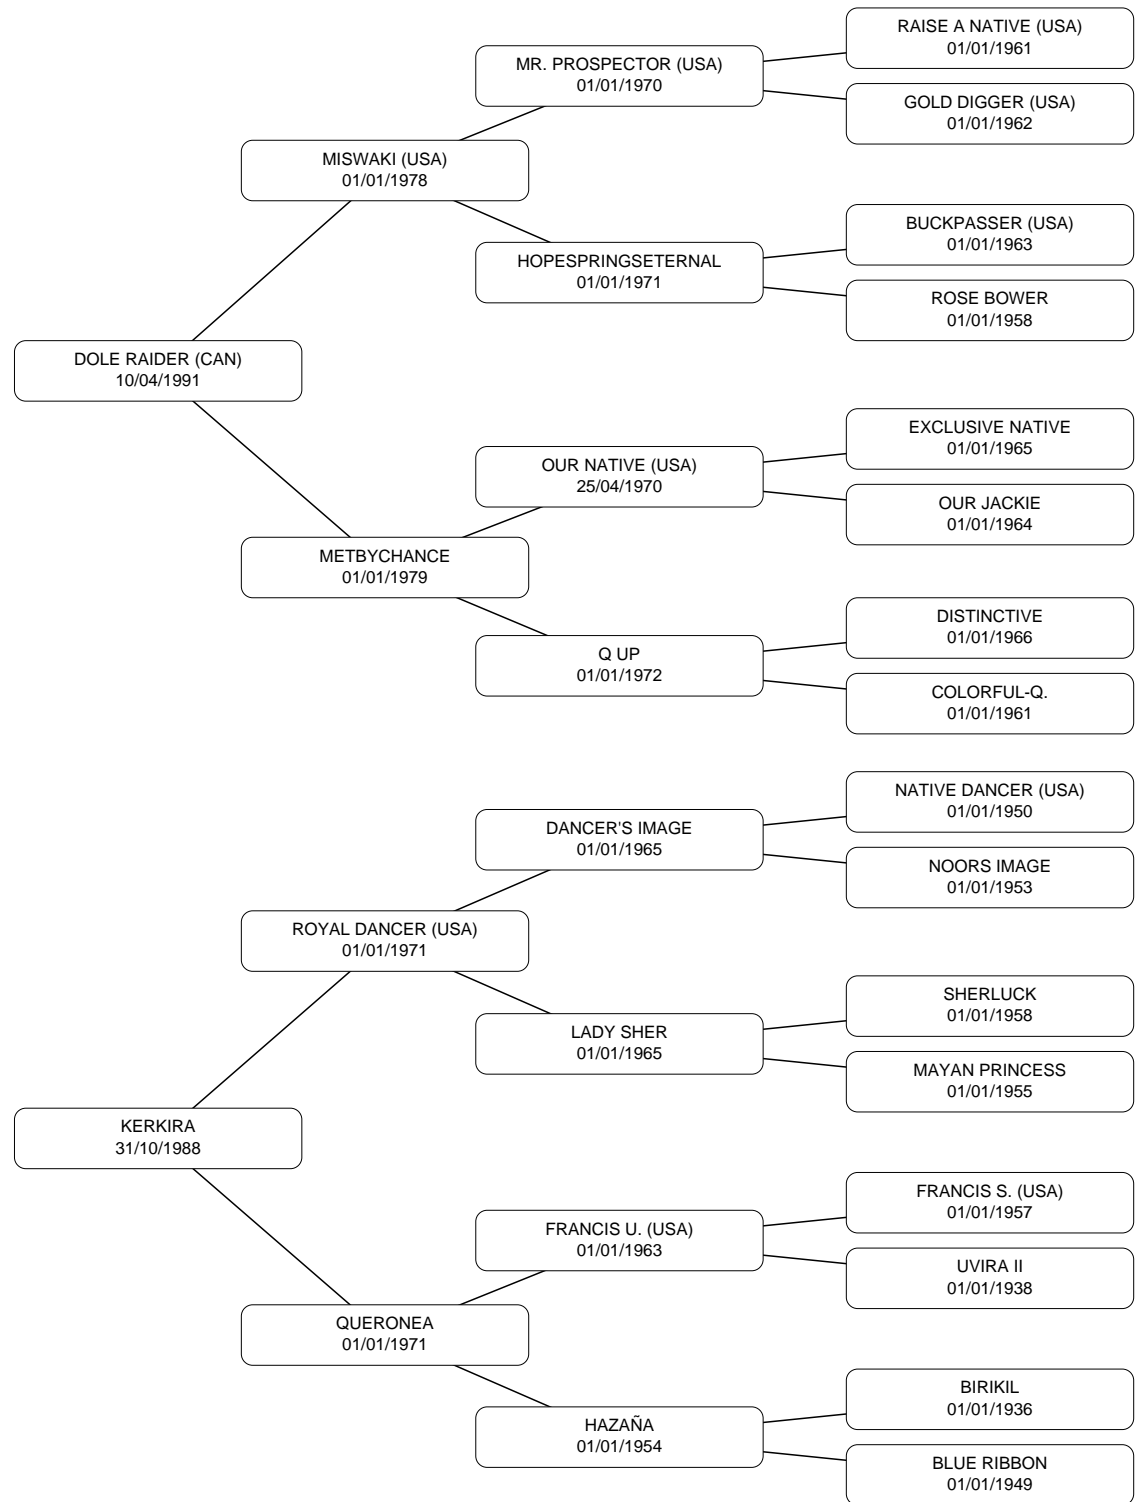 RAISE A NATIVE (USA)
01/01/1961
MR. PROSPECTOR (USA)
01/01/1970
GOLD DIGGER (USA)
01/01/1962
MISWAKI (USA)
01/01/1978
BUCKPASSER (USA)
01/01/1963
HOPESPRINGSETERNAL
01/01/1971
ROSE BOWER
01/01/1958
DOLE RAIDER (CAN)
10/04/1991
EXCLUSIVE NATIVE
01/01/1965
OUR NATIVE (USA)
25/04/1970
OUR JACKIE
01/01/1964
METBYCHANCE
01/01/1979
DISTINCTIVE
01/01/1966
Q UP
01/01/1972
COLORFUL-Q.
01/01/1961
NATIVE DANCER (USA)
01/01/1950
DANCER'S IMAGE
01/01/1965
NOORS IMAGE
01/01/1953
ROYAL DANCER (USA)
01/01/1971
SHERLUCK
01/01/1958
LADY SHER
01/01/1965
MAYAN PRINCESS
01/01/1955
KERKIRA
31/10/1988
FRANCIS S. (USA)
01/01/1957
FRANCIS U. (USA)
01/01/1963
UVIRA II
01/01/1938
QUERONEA
01/01/1971
BIRIKIL
01/01/1936
HAZAÑA
01/01/1954
BLUE RIBBON
01/01/1949